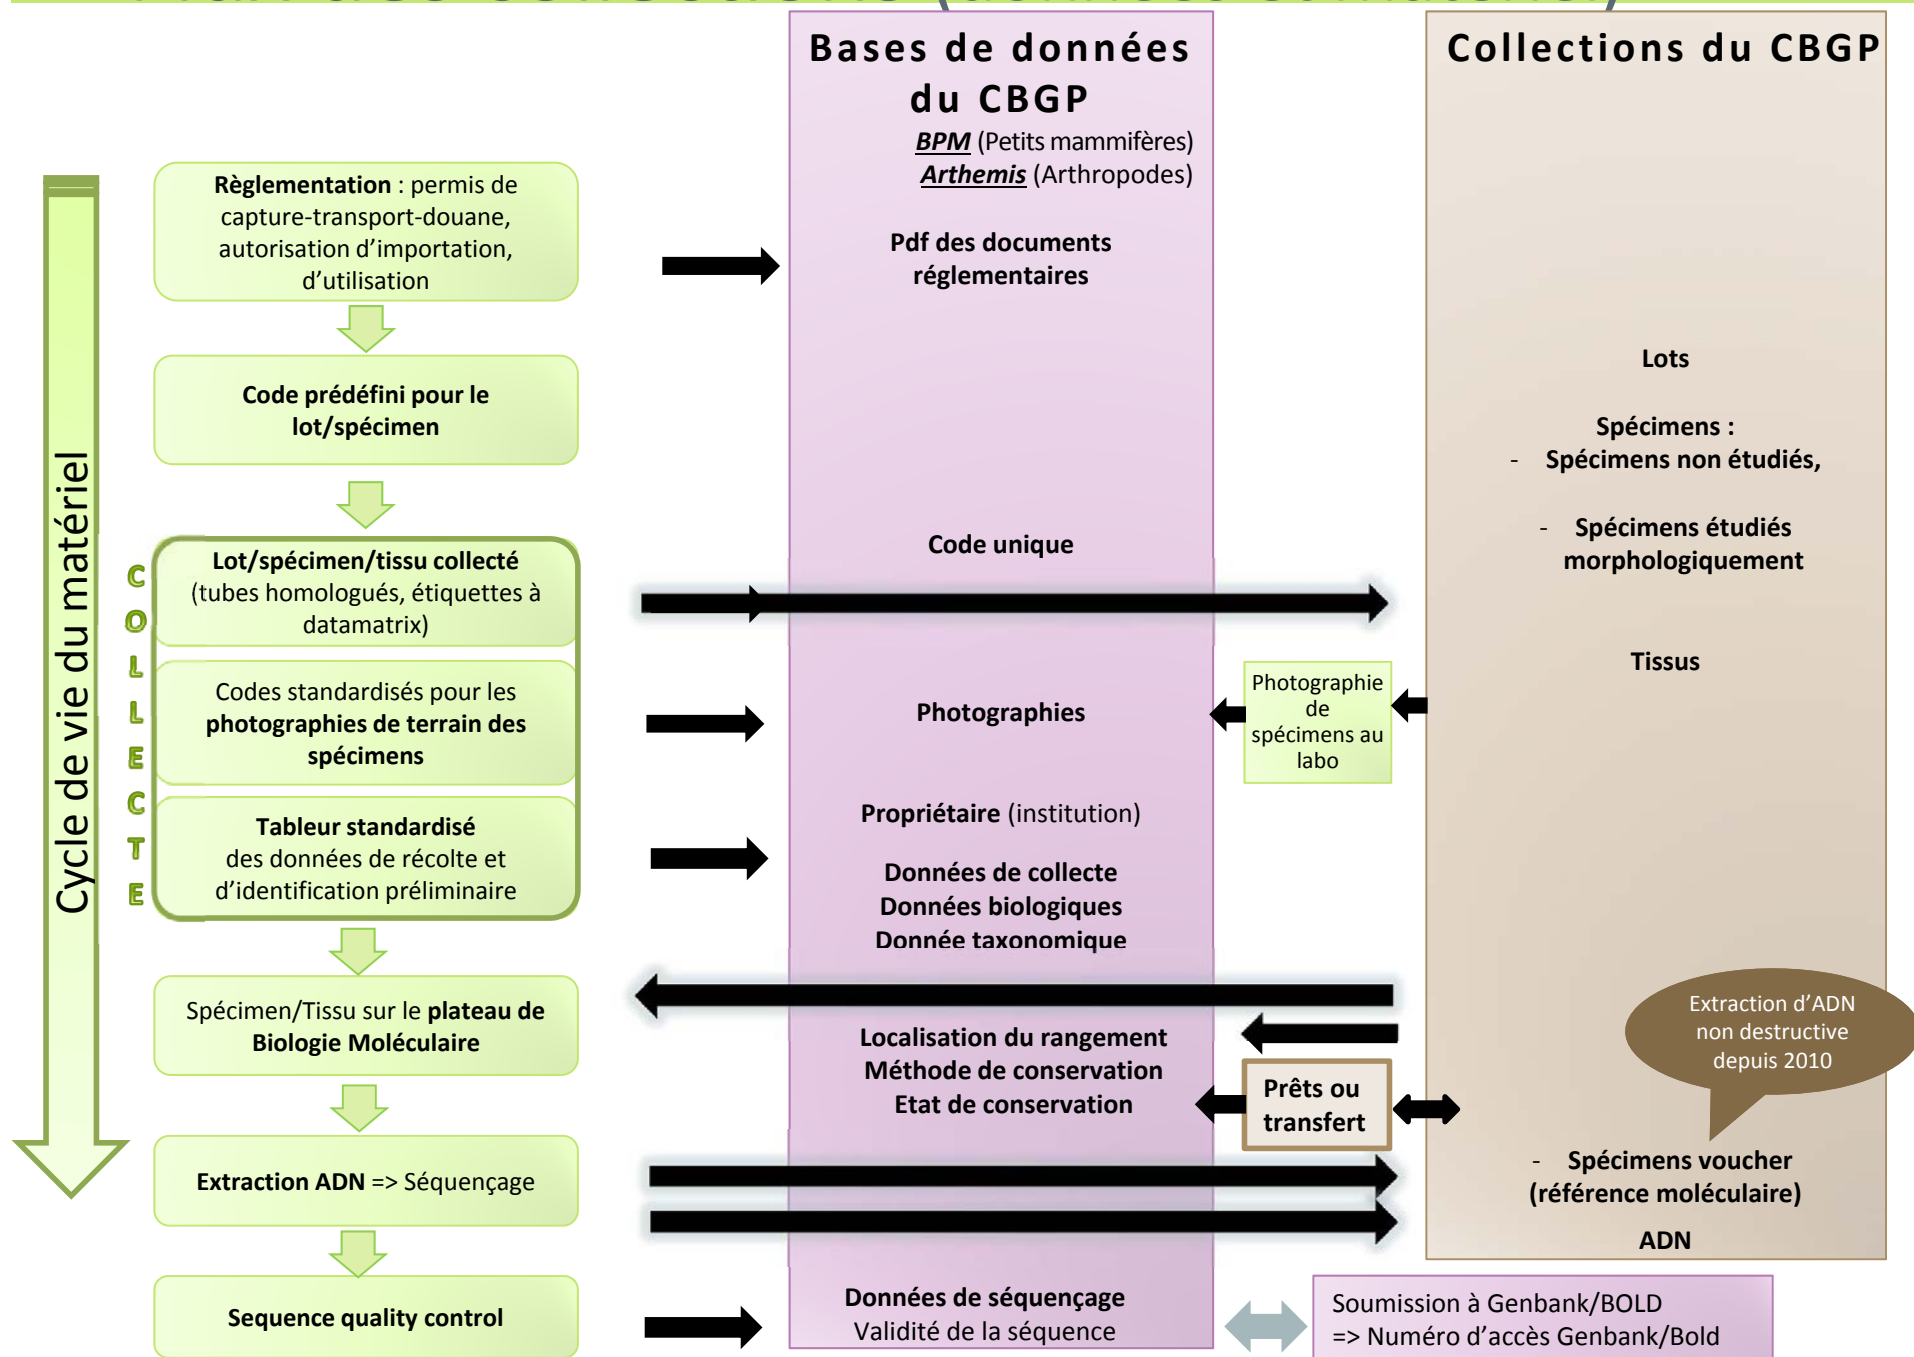 (données et matériel)
Bases de données
du CBGP
BPM (Petits mammifères)
Arthemis (Arthropodes)
Collections du CBGP
Cycle de vie du matériel
Règlementation : permis de
capture-transport-douane,
autorisation d’importation,
d’utilisation
Pdf des documents
réglementaires
Code prédéfini pour le
lot/spécimen
Lots
Spécimens :
- Spécimens non étudiés,
- Spécimens étudiés
morphologiquement
COLLECTE
Lot/spécimen/tissu collecté
(tubes homologués, étiquettes à
datamatrix)
Code unique
Tissus
Codes standardisés pour les
photographies de terrain des
spécimens
Photographies
Photographie
de
spécimens au
labo
Tableur standardisé
des données de récolte et
d’identification préliminaire
Propriétaire (institution)
Données de collecte
Données biologiques
Donnée taxonomique
Spécimen/Tissu sur le plateau de
Biologie Moléculaire
Localisation du rangement
Méthode de conservation
Etat de conservation
Prêts ou
transfert
Extraction d’ADN
non destructive
depuis 2010
Extraction ADN => Séquençage
- Spécimens voucher
(référence moléculaire)
ADN
Sequence quality control
Données de séquençage
Validité de la séquence
Soumission à Genbank/BOLD
=> Numéro d’accès Genbank/Bold